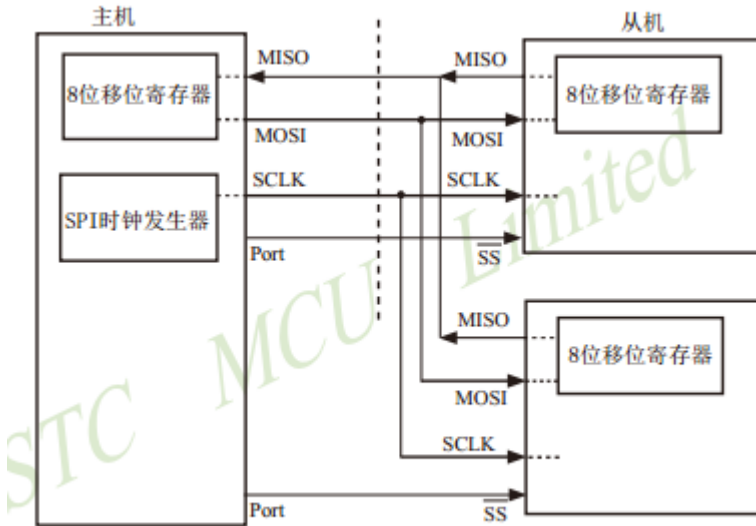 主机
从机
MISO
MISO
8位移位寄存器
8位移位寄存器
MOSI
MOSI
SCLK
SCLK
SPI时钟发生器
Port
SS
MISO
8位移位寄存器
MOSI
SCLK
Port
SS
STC MCU Limited